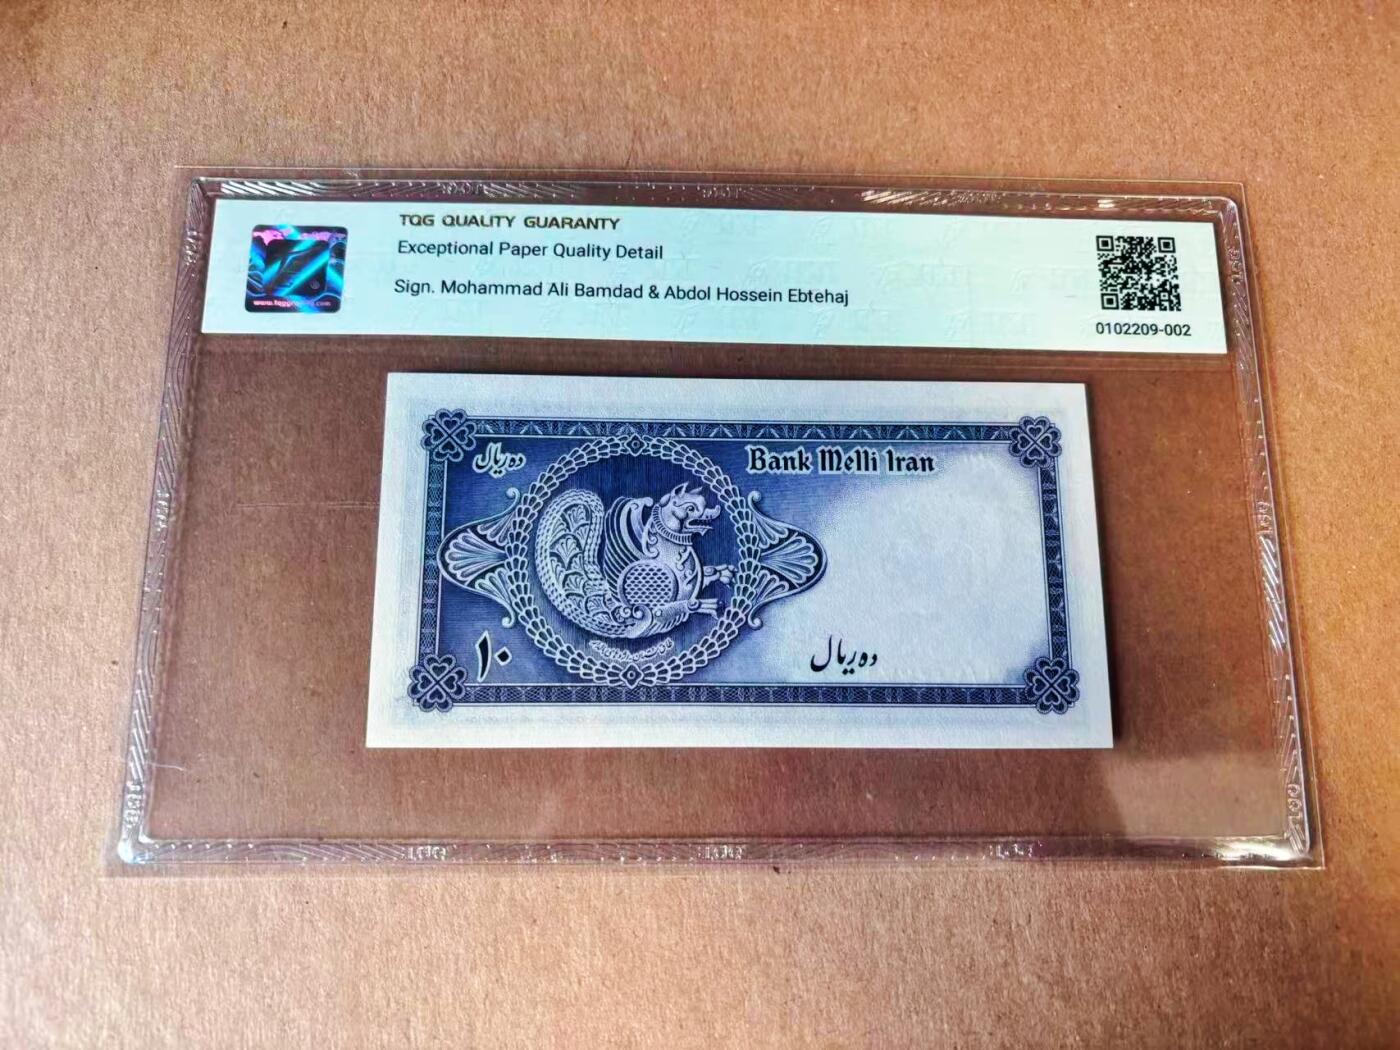 TQG QUALITY GUARANTY
Exceptional Paper Quality Detail
Sign. Mohammad Ali Bamdad & Abdol Hossein Ebtehaj
0102209-002
ده ریال
Bank Melli Iran
۱۰
ده ریال